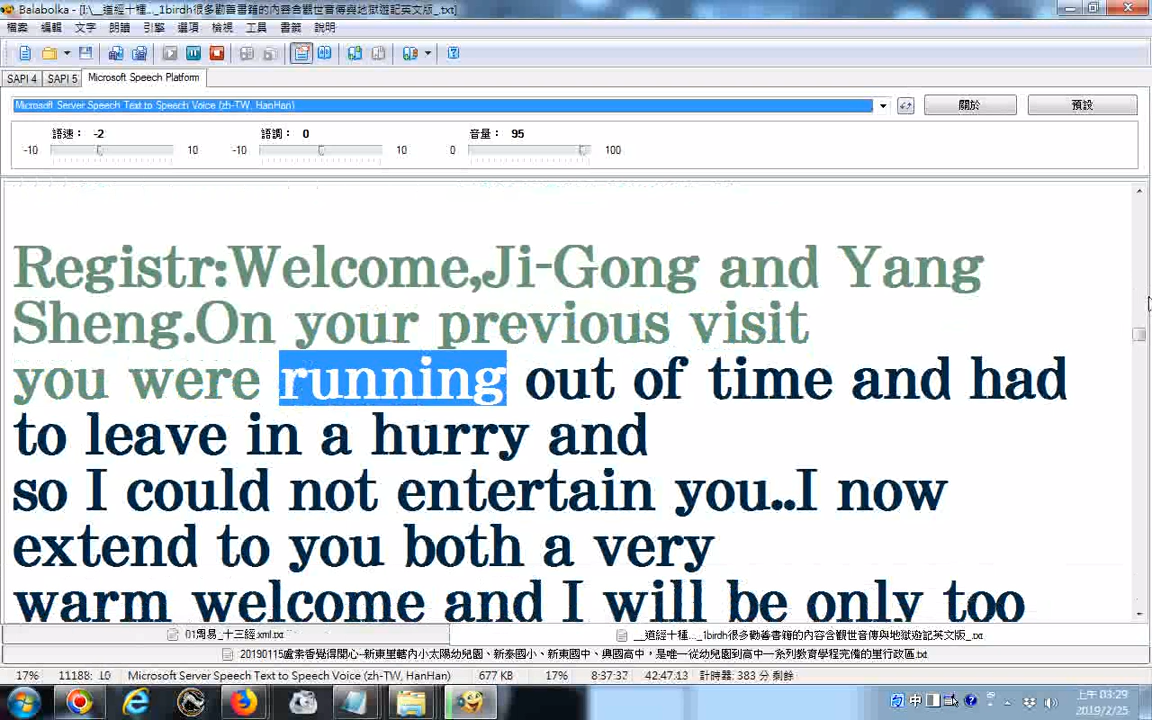 Balabolka - [I:\__道經十種..._1birdh很多勸善書籍的內容含觀世音傳與地獄遊記英文版_.txt]
檔案 編輯 文字 朗讀 引擎 選項 檢視 工具 書籤 說明
SAPI 4 SAPI 5 Microsoft Speech Platform
Microsoft Server Speech Text to Speech Voice (zh-TW, HanHan) 關於 預設
語速： -2 語調： 0 音量： 95
-10 10 -10 10 0 100
Registr:Welcome,Ji-Gong and Yang
Sheng.On your previous visit
you were running out of time and had
to leave in a hurry and
so I could not entertain you..I now
extend to you both a very
warm welcome and I will be only too
01周易_十三經.xml.txt __道經十種..._1birdh很多勸善書籍的內容含觀世音傳與地獄遊記英文版_.txt
20190115盧素香覺得開心~新東里轄內小太陽幼兒園、新泰國小、新東國中、興國高中，是唯一從幼兒園到高中一系列教育學程完備的里行政區.txt
17% 11188: 10 Microsoft Server Speech Text to Speech Voice (zh-TW, HanHan) 677 KB 17% 8:37:37 42:47.13 計時器: 383 分 剩餘
中 上午 03:29
2019/2/25